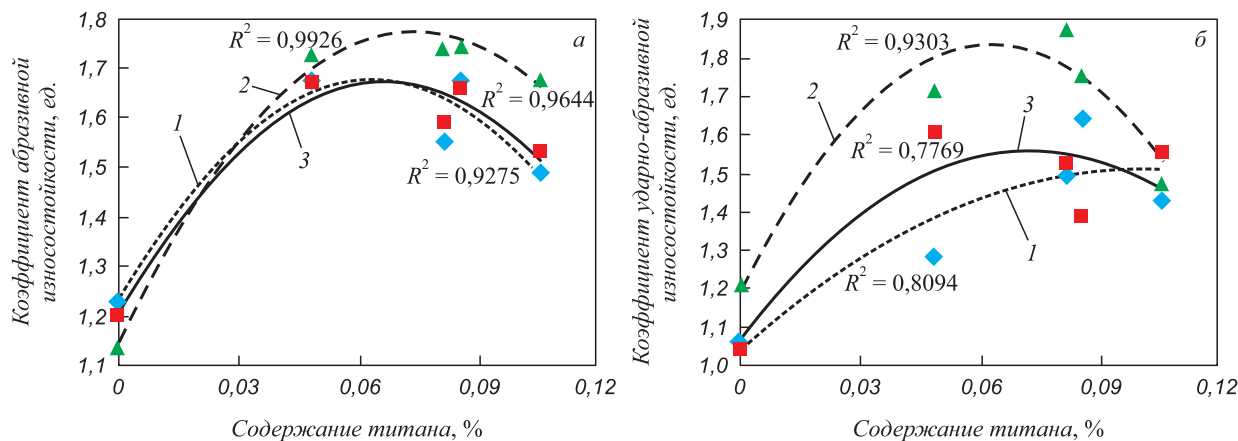 Коэффициент абразивной
износостойкости, ед.
1,8
1,7
1,6
1,5
1,4
1,3
1,2
1,1
R² = 0,9926
а
2
1
R² = 0,9644
3
R² = 0,9275
0
0,03
0,06
0,09
0,12
Содержание титана, %
Коэффициент ударно-абразивной
износостойкости, ед.
1,9
1,8
1,7
1,6
1,5
1,4
1,3
1,2
1,1
1,0
R² = 0,9303
б
2
R² = 0,7769
3
1
R² = 0,8094
0
0,03
0,06
0,09
0,12
Содержание титана, %